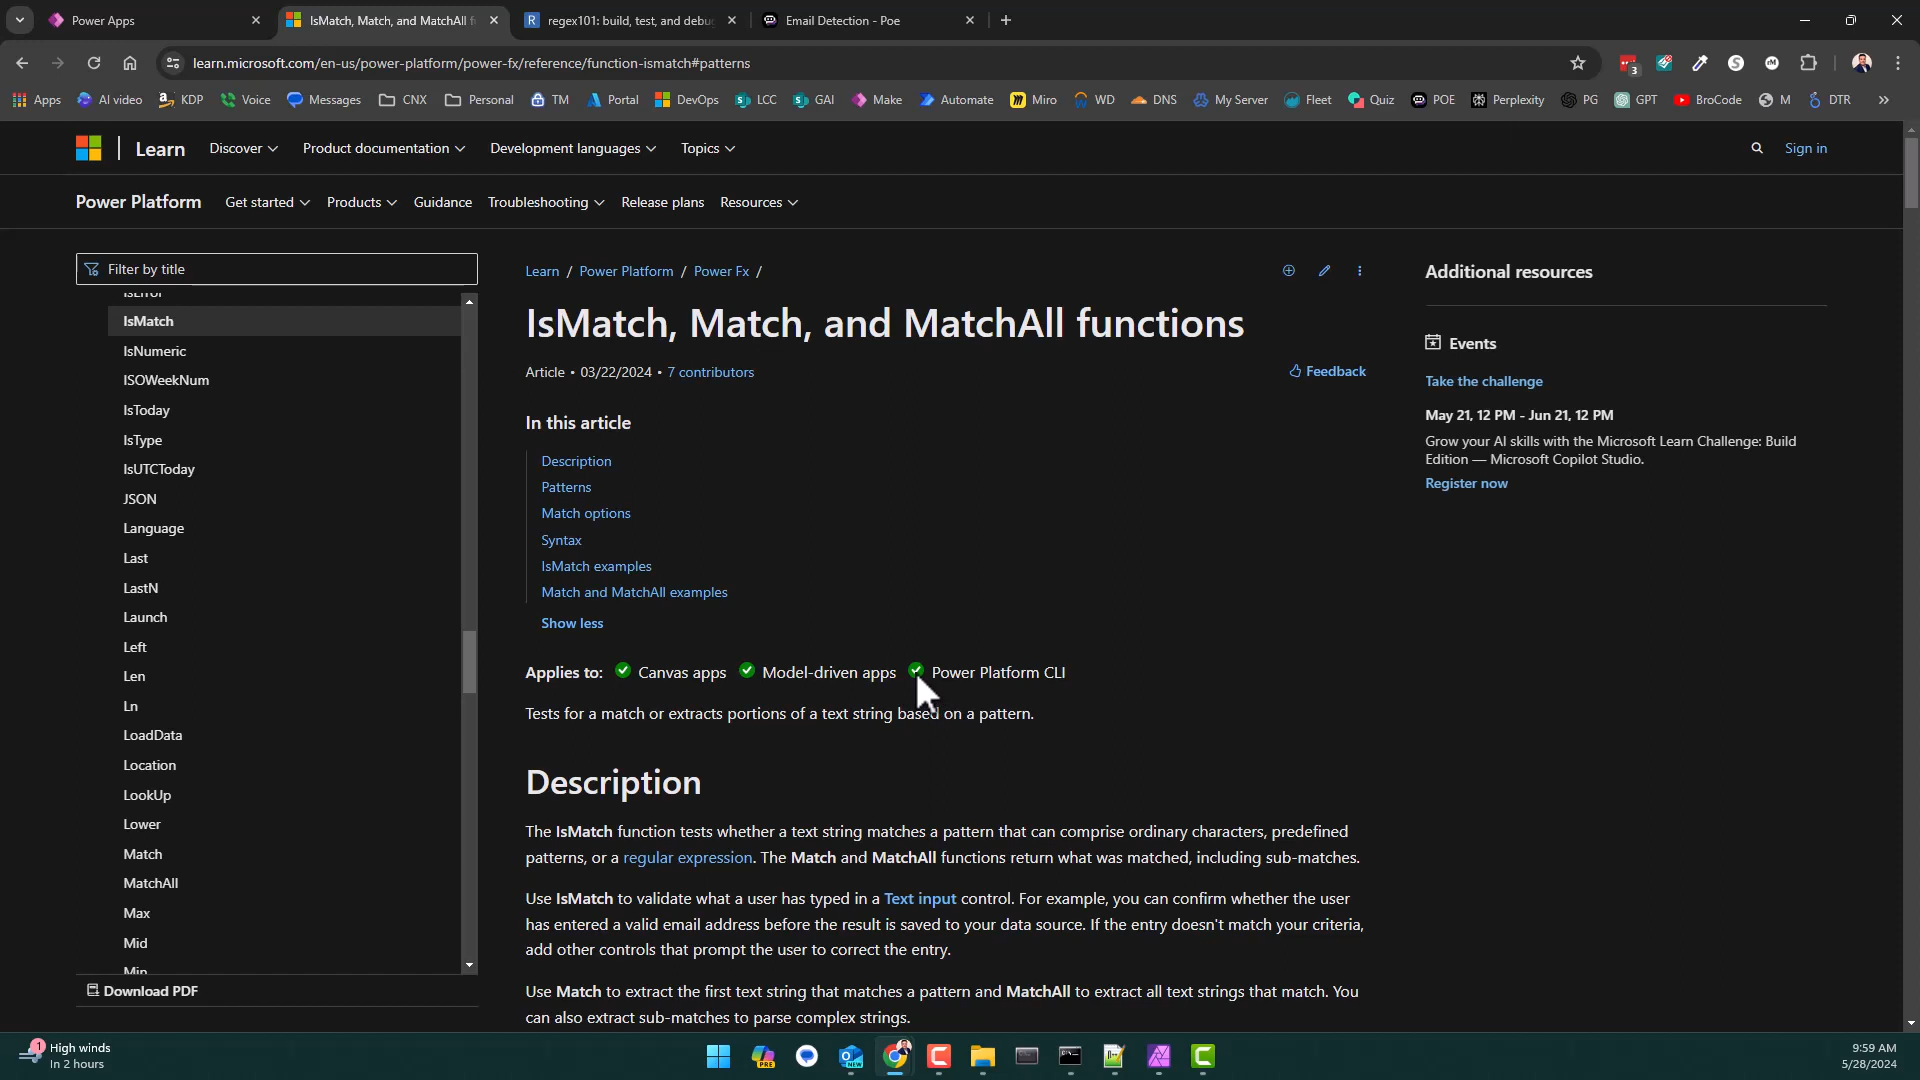 Power Apps
IsMatch, Match, and MatchAll f
regex101: build, test, and debu
Email Detection - Poe
learn.microsoft.com/en-us/power-platform/power-fx/reference/function-ismatch#patterns
3
Apps
AI video
KDP
Voice
Messages
CNX
Personal
TM
Portal
DevOps
LCC
GAI
Make
Automate
Miro
WD
DNS
My Server
Fleet
Quiz
POE
Perplexity
PG
GPT
BroCode
M
DTR
Learn
Discover
Product documentation
Development languages
Topics
Sign in
Power Platform
Get started
Products
Guidance
Troubleshooting
Release plans
Resources
Filter by title
IsError
IsMatch
IsNumeric
ISOWeekNum
IsToday
IsType
IsUTCToday
JSON
Language
Last
LastN
Launch
Left
Len
Ln
LoadData
Location
LookUp
Lower
Match
MatchAll
Max
Mid
Min
Download PDF
Learn / Power Platform / Power Fx /
IsMatch, Match, and MatchAll functions
Article • 03/22/2024 • 7 contributors
Feedback
In this article
Description
Patterns
Match options
Syntax
IsMatch examples
Match and MatchAll examples
Show less
Applies to: Canvas apps Model-driven apps Power Platform CLI
Tests for a match or extracts portions of a text string based on a pattern.
Description
The IsMatch function tests whether a text string matches a pattern that can comprise ordinary characters, predefined
patterns, or a regular expression. The Match and MatchAll functions return what was matched, including sub-matches.
Use IsMatch to validate what a user has typed in a Text input control. For example, you can confirm whether the user
has entered a valid email address before the result is saved to your data source. If the entry doesn't match your criteria,
add other controls that prompt the user to correct the entry.
Use Match to extract the first text string that matches a pattern and MatchAll to extract all text strings that match. You
can also extract sub-matches to parse complex strings.
Additional resources
Events
Take the challenge
May 21, 12 PM - Jun 21, 12 PM
Grow your AI skills with the Microsoft Learn Challenge: Build
Edition — Microsoft Copilot Studio.
Register now
1
High winds
In 2 hours
PRE
NEW
9:59 AM
5/28/2024